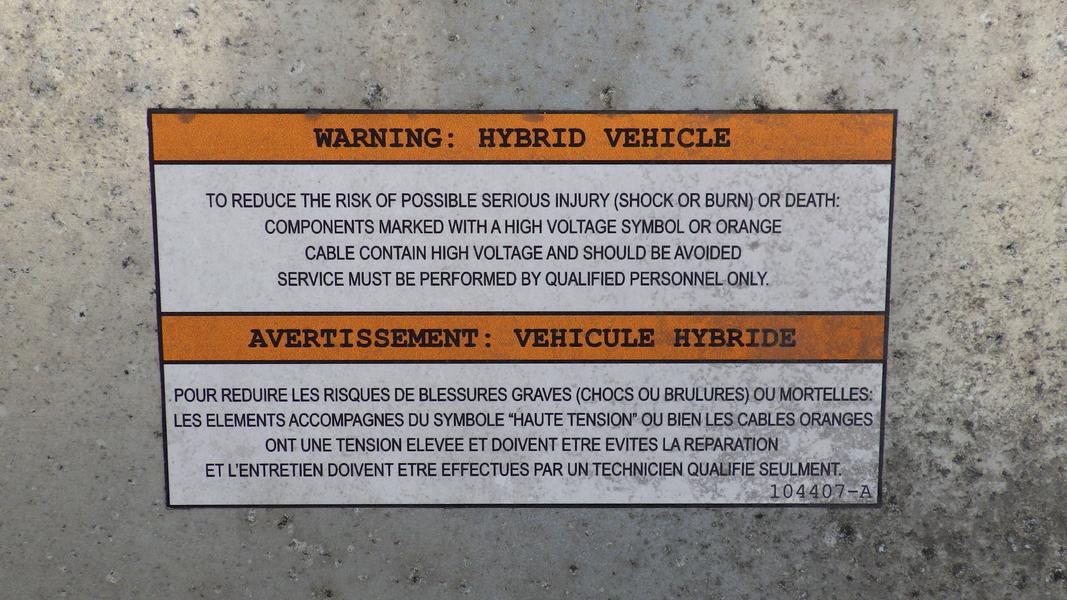 WARNING: HYBRID VEHICLE
TO REDUCE THE RISK OF POSSIBLE SERIOUS INJURY (SHOCK OR BURN) OR DEATH:
COMPONENTS MARKED WITH A HIGH VOLTAGE SYMBOL OR ORANGE
CABLE CONTAIN HIGH VOLTAGE AND SHOULD BE AVOIDED
SERVICE MUST BE PERFORMED BY QUALIFIED PERSONNEL ONLY.
AVERTISSEMENT: VEHICULE HYBRIDE
POUR REDUIRE LES RISQUES DE BLESSURES GRAVES (CHOCS OU BRULURES) OU MORTELLES:
LES ELEMENTS ACCOMPAGNES DU SYMBOLE “HAUTE TENSION” OU BIEN LES CABLES ORANGES
ONT UNE TENSION ELEVEE ET DOIVENT ETRE EVITES LA REPARATION
ET L’ENTRETIEN DOIVENT ETRE EFFECTUES PAR UN TECHNICIEN QUALIFIE SEULMENT.
104407-A